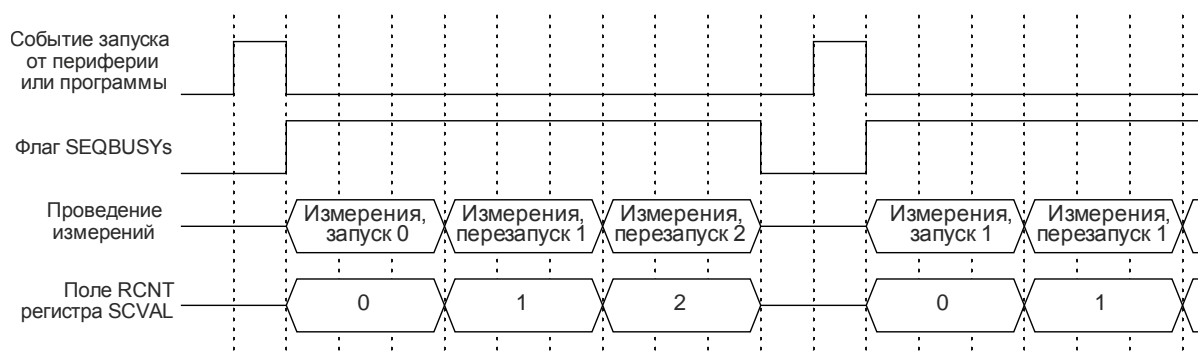 Событие запуска
от периферии
или программы
Флаг SEQBUSYs
Проведение
измерений
Измерения,
запуск 0
Измерения,
перезапуск 1
Измерения,
перезапуск 2
Измерения,
запуск 1
Измерения,
перезапуск 1
Поле RCNT
регистра SCVAL
0
1
2
0
1